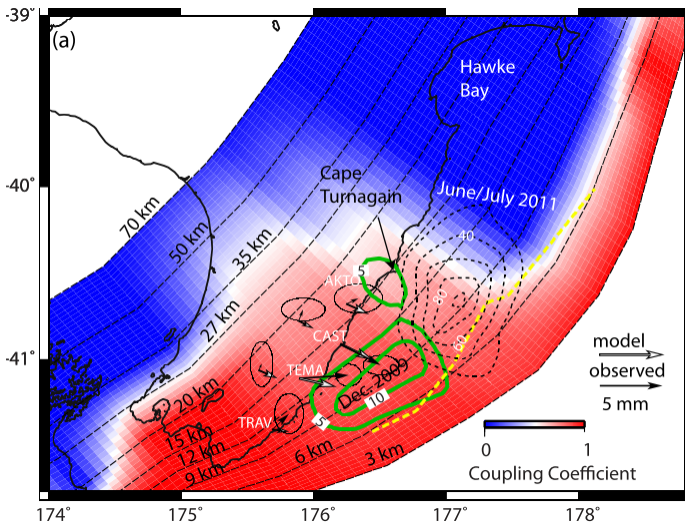 -39°
(a)
Hawke
Bay
Cape
Turnagain
-40°
June/July 2011
70 km
50 km
35 km
27 km
40
80
60
5
AKTO
CAST
-41°
TEMA
Dec. 2009
10
TRAV
5
20 km
15 km
12 km
9 km
6 km
3 km
model
observed
5 mm
0
1
Coupling Coefficient
174
175
176
177
178